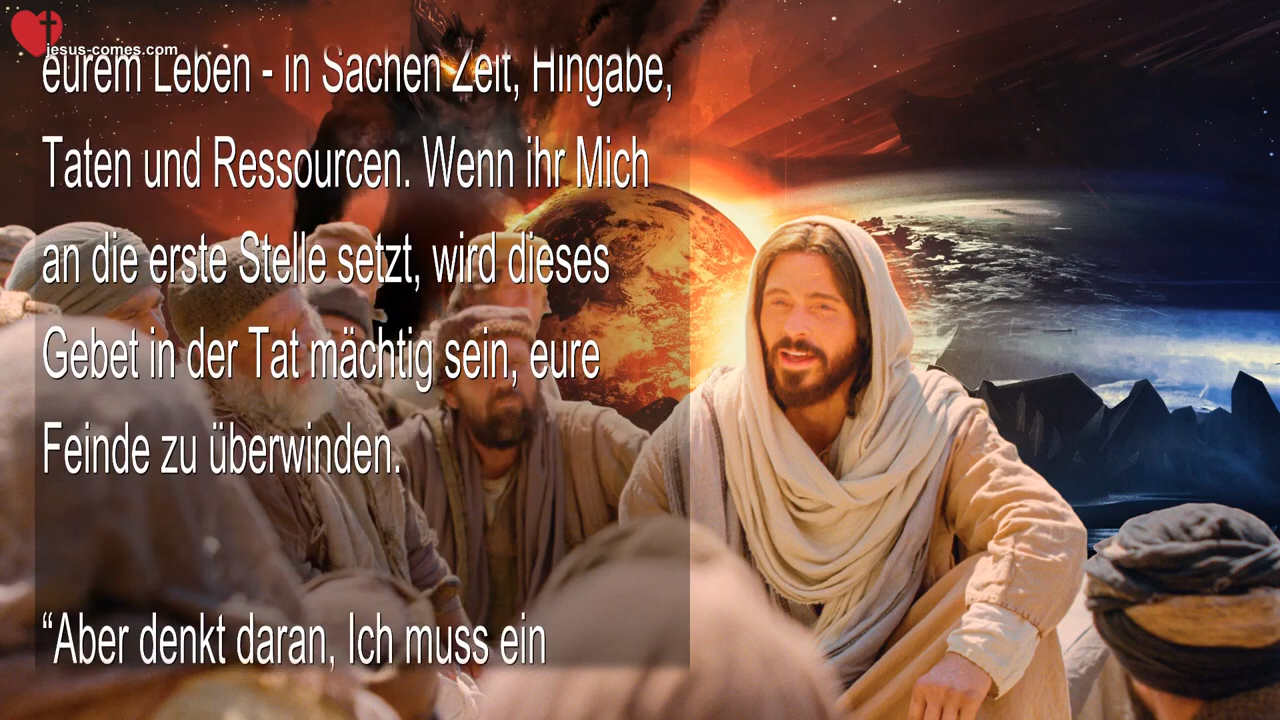 jesus-comes.com
eurem Leben - in Sachen Zeit, Hingabe,
Taten und Ressourcen. Wenn ihr Mich
an die erste Stelle setzt, wird dieses
Gebet in der Tat mächtig sein, eure
Feinde zu überwinden.
“Aber denkt daran, Ich muss ein